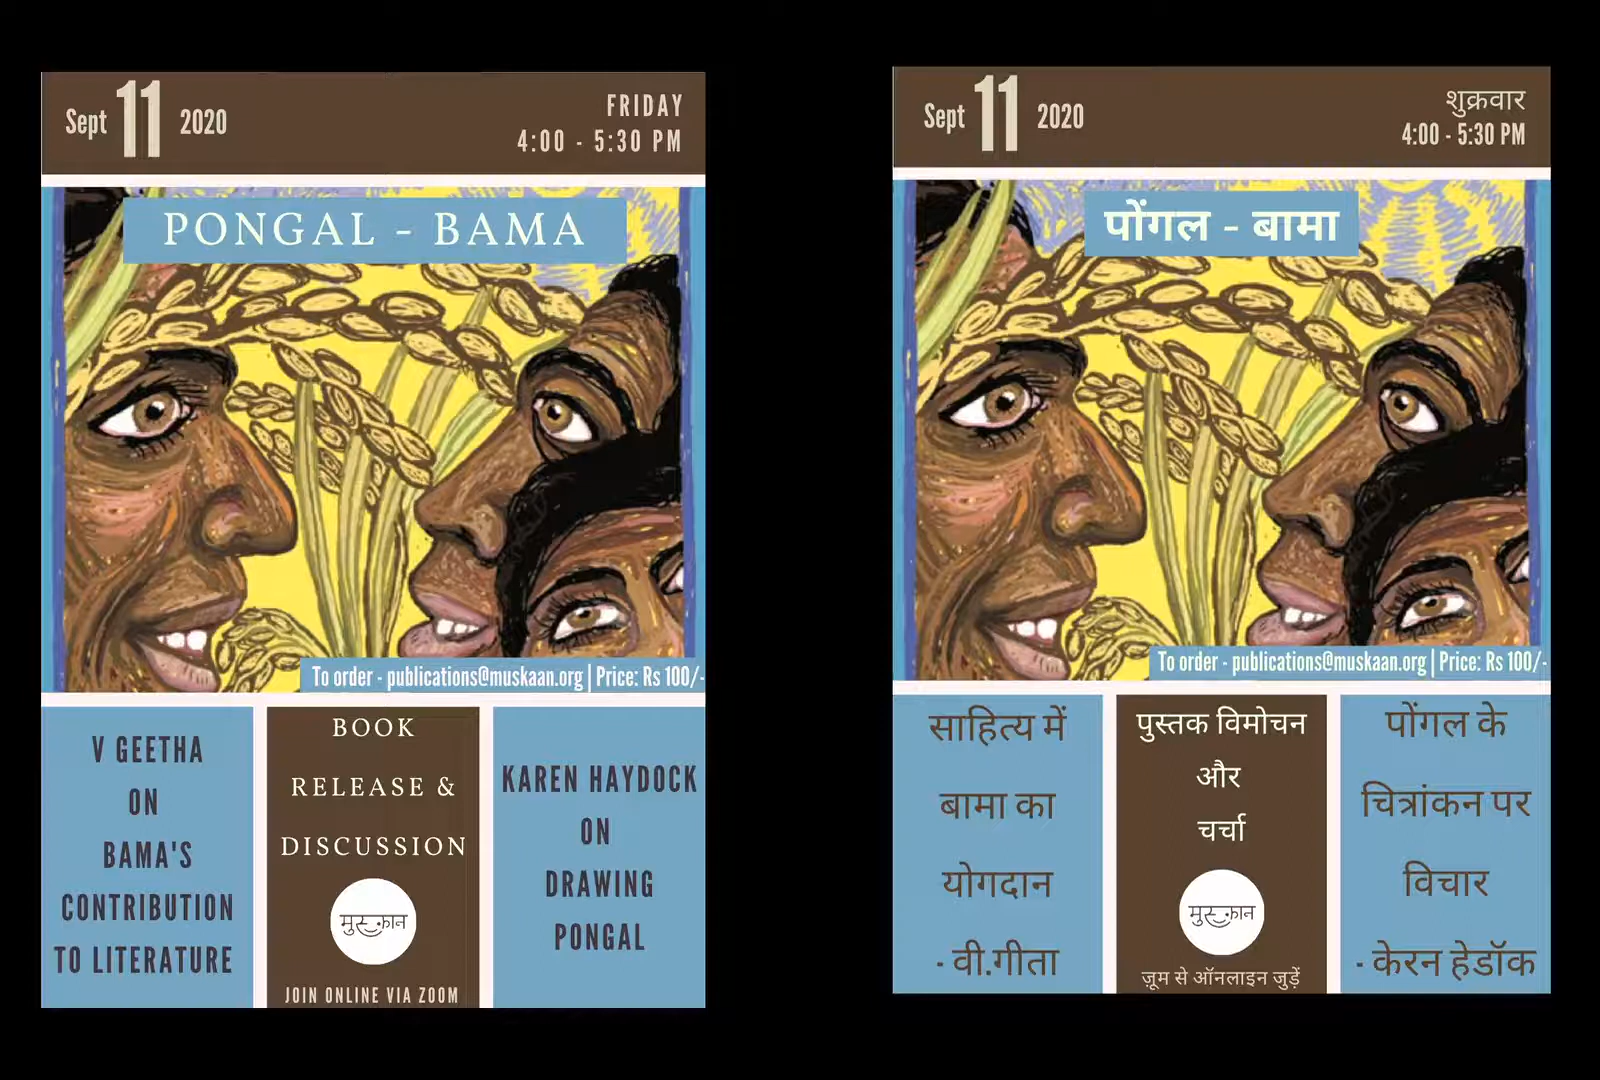 Sept 11 2020
FRIDAY
4:00 - 5:30 PM
PONGAL - BAMA
To order - publications@muskaan.org | Price: Rs 100/-
V GEETHA
ON
BAMA'S
CONTRIBUTION
TO LITERATURE
BOOK
RELEASE &
DISCUSSION
मुस्कान
JOIN ONLINE VIA ZOOM
KAREN HAYDOCK
ON
DRAWING
PONGAL
Sept 11 2020
शुक्रवार
4:00 - 5:30 PM
पोंगल - बामा
To order - publications@muskaan.org | Price: Rs 100/-
साहित्य में
बामा का
योगदान
- वी.गीता
पुस्तक विमोचन
और
चर्चा
मुस्कान
ज़ूम से ऑनलाइन जुड़ें
पोंगल के
चित्रांकन पर
विचार
- केरन हेडॉक